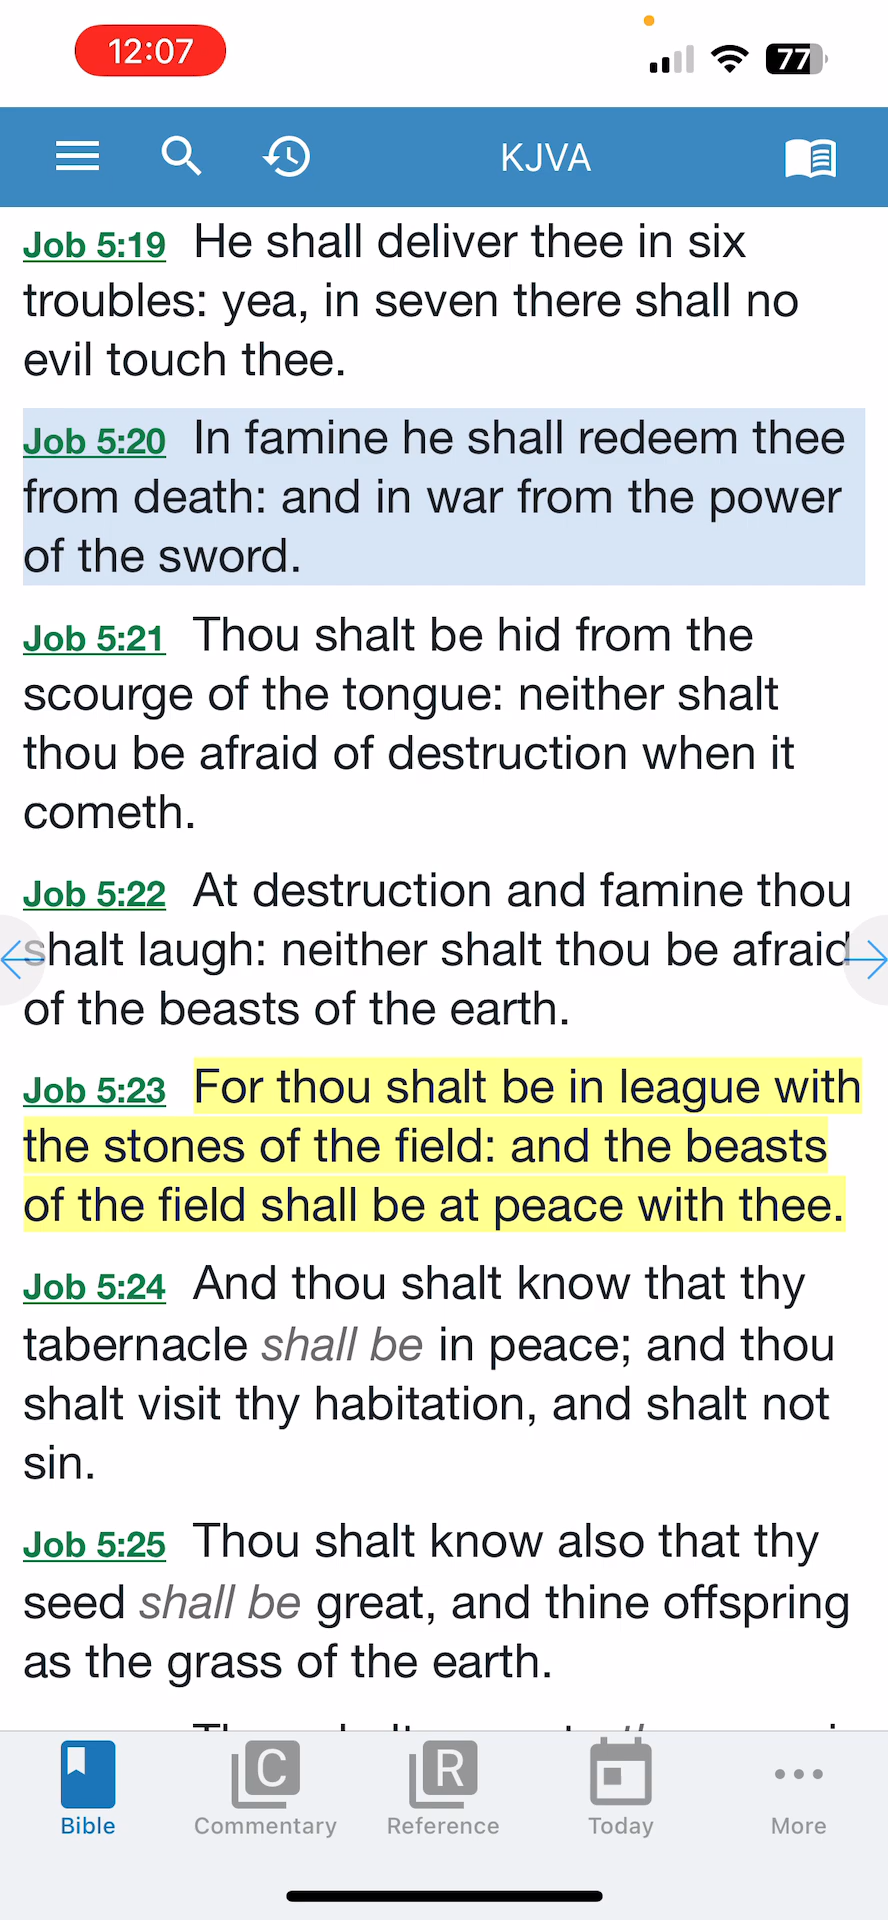 12:07
77
KJVA
Job 5:19 He shall deliver thee in six
troubles: yea, in seven there shall no
evil touch thee.
Job 5:20 In famine he shall redeem thee
from death: and in war from the power
of the sword.
Job 5:21 Thou shalt be hid from the
scourge of the tongue: neither shalt
thou be afraid of destruction when it
cometh.
Job 5:22 At destruction and famine thou
shalt laugh: neither shalt thou be afraid
of the beasts of the earth.
Job 5:23 For thou shalt be in league with
the stones of the field: and the beasts
of the field shall be at peace with thee.
Job 5:24 And thou shalt know that thy
tabernacle shall be in peace; and thou
shalt visit thy habitation, and shalt not
sin.
Job 5:25 Thou shalt know also that thy
seed shall be great, and thine offspring
as the grass of the earth.
C
R
Bible
Commentary
Reference
Today
More